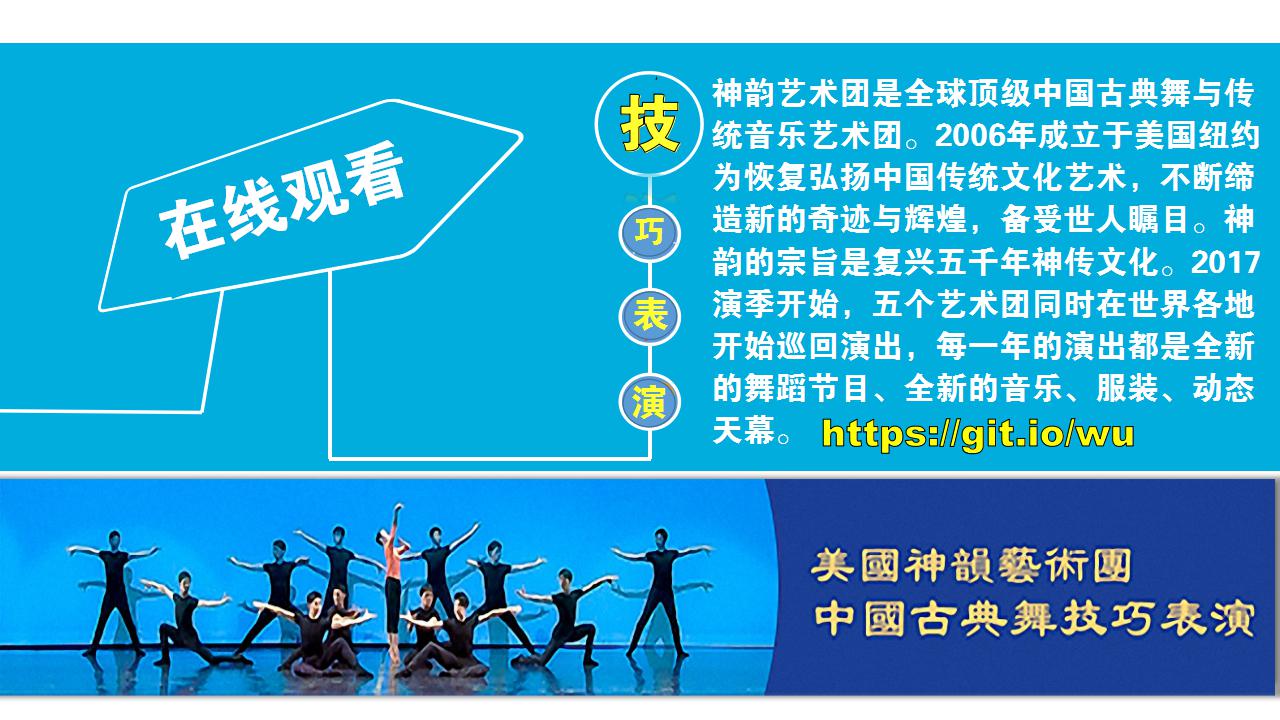 在线观看
技
巧
表
演
神韵艺术团是全球顶级中国古典舞与传
统音乐艺术团。2006年成立于美国纽约
为恢复弘扬中国传统文化艺术，不断缔
造新的奇迹与辉煌，备受世人瞩目。神
韵的宗旨是复兴五千年神传文化。2017
演季开始，五个艺术团同时在世界各地
开始巡回演出，每一年的演出都是全新
的舞蹈节目、全新的音乐、服装、动态
天幕。 https://git.io/wu
美國神韻藝術團
中國古典舞技巧表演